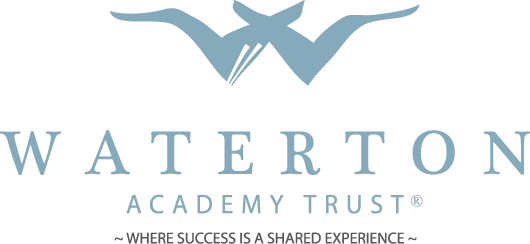 WATERTON
ACADEMY TRUST®
~ WHERE SUCCESS IS A SHARED EXPERIENCE ~